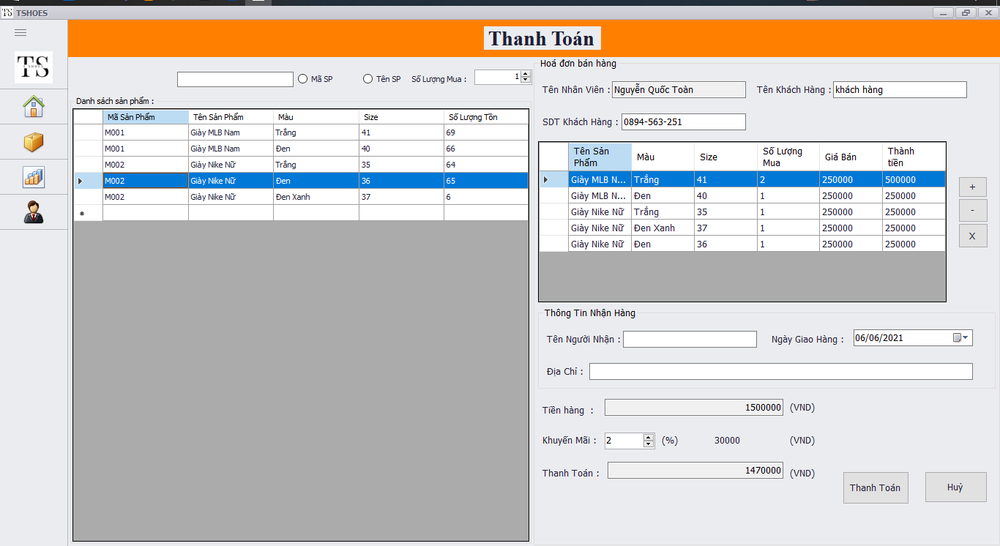 TS TSHOES
Thanh Toán
TS
SHOES
Mã SP Tên SP Số Lượng Mua : 1
Danh sách sản phẩm :
Mã Sản Phẩm Tên Sản Phẩm Màu Size Số Lượng Tồn
M001 Giày MLB Nam Trắng 41 69
M001 Giày MLB Nam Đen 40 66
M002 Giày Nike Nữ Trắng 35 64
M002 Giày Nike Nữ Đen 36 65
M002 Giày Nike Nữ Đen Xanh 37 6
Hoá đơn bán hàng
Tên Nhân Viên : Nguyễn Quốc Toàn Tên Khách Hàng : khách hàng
SDT Khách Hàng : 0894-563-251
Tên Sản Phẩm Màu Size Số Lượng Mua Giá Bán Thành tiền
Giày MLB N... Trắng 41 2 250000 500000
Giày MLB N... Đen 40 1 250000 250000
Giày Nike Nữ Trắng 35 1 250000 250000
Giày Nike Nữ Đen Xanh 37 1 250000 250000
Giày Nike Nữ Đen 36 1 250000 250000
+
-
X
Thông Tin Nhận Hàng
Tên Người Nhận : Ngày Giao Hàng : 06/06/2021
Địa Chỉ :
Tiền hàng : 1500000 (VND)
Khuyến Mãi : 2 (%) 30000 (VND)
Thanh Toán : 1470000 (VND)
Thanh Toán Huỷ